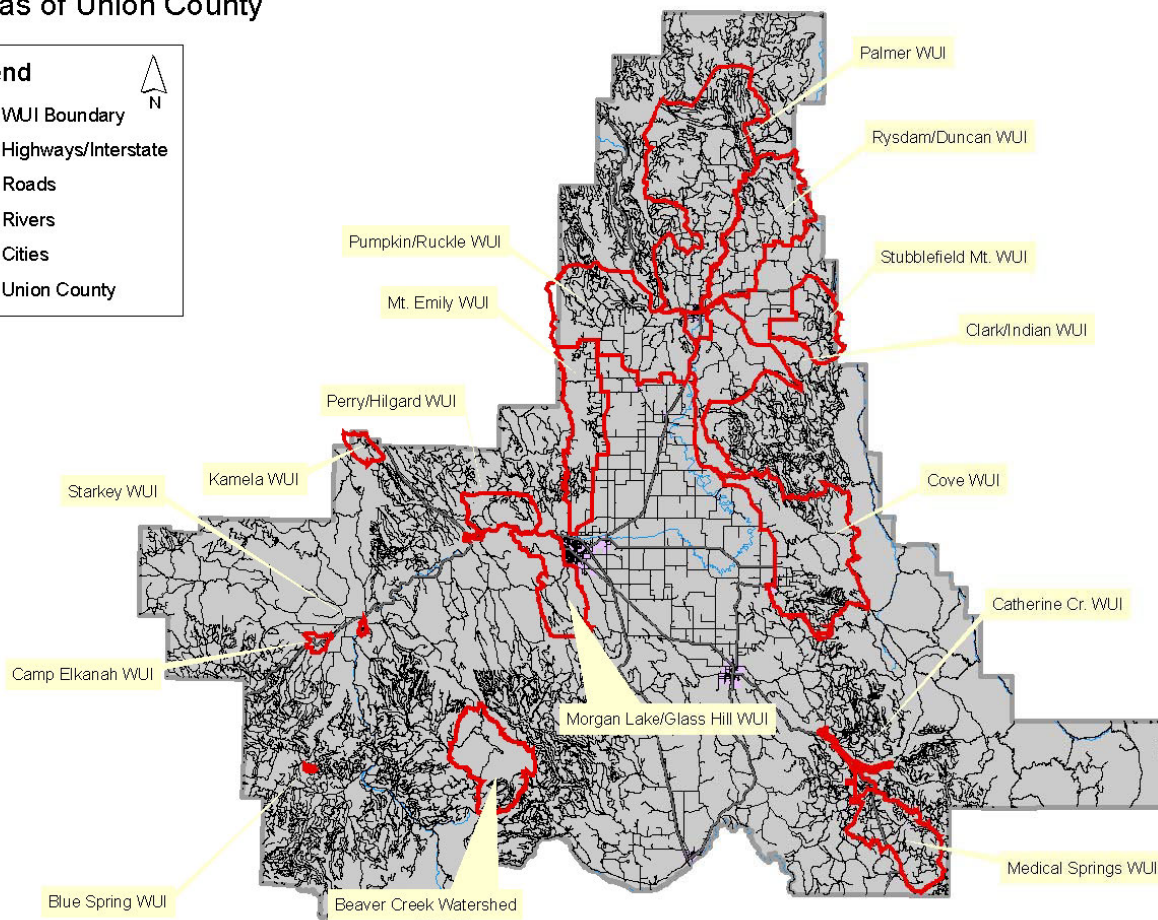 as of Union County
end
N
WUI Boundary
Highways/Interstate
Roads
Rivers
Cities
Union County
Palmer WUI
Rysdam/Duncan WUI
Pumpkin/Ruckle WUI
Stubblefield Mt. WUI
Mt. Emily WUI
Clark/Indian WUI
Perry/Hilgard WUI
Kamela WUI
Starkey WUI
Cove WUI
Catherine Cr. WUI
Camp Elkanah WUI
Morgan Lake/Glass Hill WUI
Medical Springs WUI
Blue Spring WUI
Beaver Creek Watershed